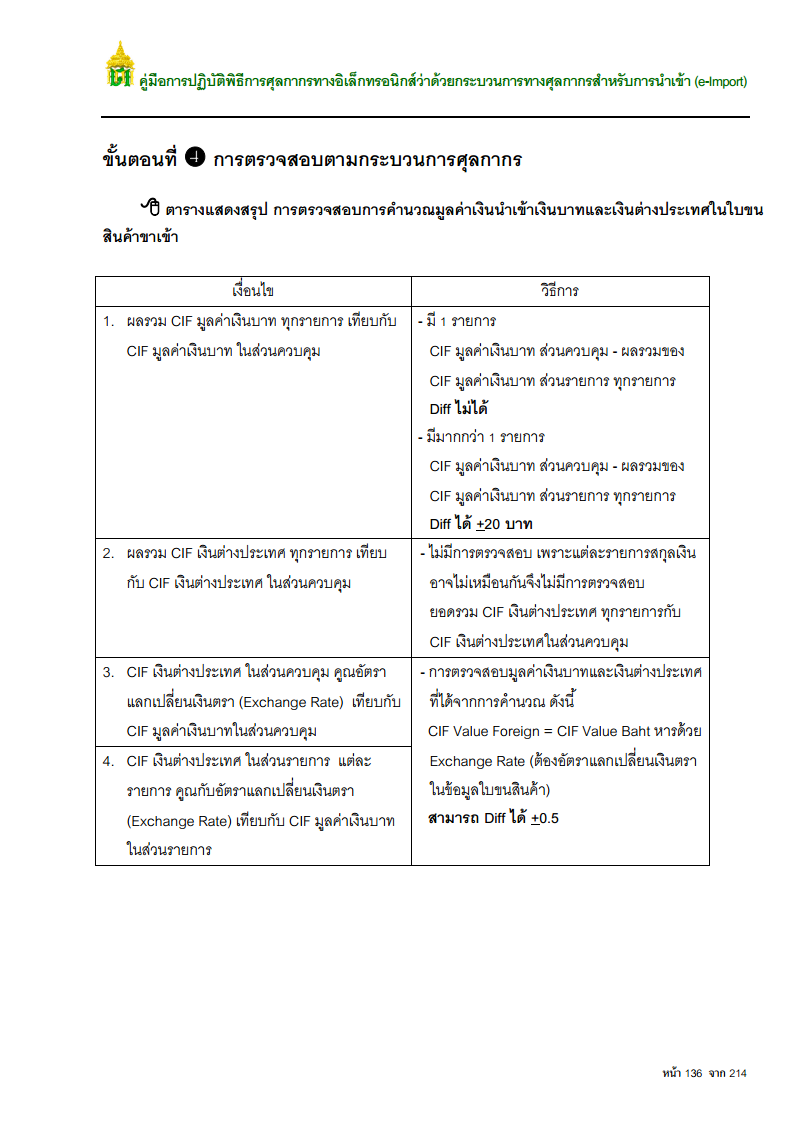 คู่มือการปฏิบัติพิธีการศุลกากรทางอิเล็กทรอนิกส์ว่าด้วยกระบวนการทางศุลกากรสำหรับการนำเข้า (e-Import)
ขั้นตอนที่ ❹ การตรวจสอบตามกระบวนการศุลกากร
ตารางแสดงสรุป การตรวจสอบการคำนวณมูลค่าเงินนำเข้าเงินบาทและเงินต่างประเทศในใบขน
สินค้าขาเข้า
เงื่อนไข
วิธีการ
1. ผลรวม CIF มูลค่าเงินบาท ทุกรายการ เทียบกับ
CIF มูลค่าเงินบาท ในส่วนควบคุม
- มี 1 รายการ
CIF มูลค่าเงินบาท ส่วนควบคุม - ผลรวมของ
CIF มูลค่าเงินบาท ส่วนรายการ ทุกรายการ
Diff ไม่ได้
- มีมากกว่า 1 รายการ
CIF มูลค่าเงินบาท ส่วนควบคุม - ผลรวมของ
CIF มูลค่าเงินบาท ส่วนรายการ ทุกรายการ
Diff ได้ +20 บาท
2. ผลรวม CIF เงินต่างประเทศ ทุกรายการ เทียบ
กับ CIF เงินต่างประเทศ ในส่วนควบคุม
- ไม่มีการตรวจสอบ เพราะแต่ละรายการสกุลเงิน
อาจไม่เหมือนกันจึงไม่มีการตรวจสอบ
ยอดรวม CIF เงินต่างประเทศ ทุกรายการกับ
CIF เงินต่างประเทศในส่วนควบคุม
3. CIF เงินต่างประเทศ ในส่วนควบคุม คูณอัตรา
แลกเปลี่ยนเงินตรา (Exchange Rate) เทียบกับ
CIF มูลค่าเงินบาทในส่วนควบคุม
- การตรวจสอบมูลค่าเงินบาทและเงินต่างประเทศ
ที่ได้จากการคำนวณ ดังนี้
CIF Value Foreign = CIF Value Baht หารด้วย
Exchange Rate (ต้องอัตราแลกเปลี่ยนเงินตรา
ในข้อมูลใบขนสินค้า)
สามารถ Diff ได้ +0.5
4. CIF เงินต่างประเทศ ในส่วนรายการ แต่ละ
รายการ คูณกับอัตราแลกเปลี่ยนเงินตรา
(Exchange Rate) เทียบกับ CIF มูลค่าเงินบาท
ในส่วนรายการ
หน้า 136 จาก 214